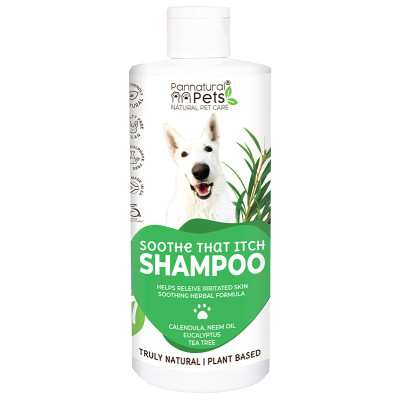 Pannatural®
Pets
NATURAL PET CARE
SOOTHE THAT ITCH
SHAMPOO
HELPS RELEIVE IRRITATED SKIN
SOOTHING HERBAL FORMULA
CALENDULA, NEEM OIL
EUCALYPTUS
TEA TREE
TRULY NATURAL | PLANT BASED